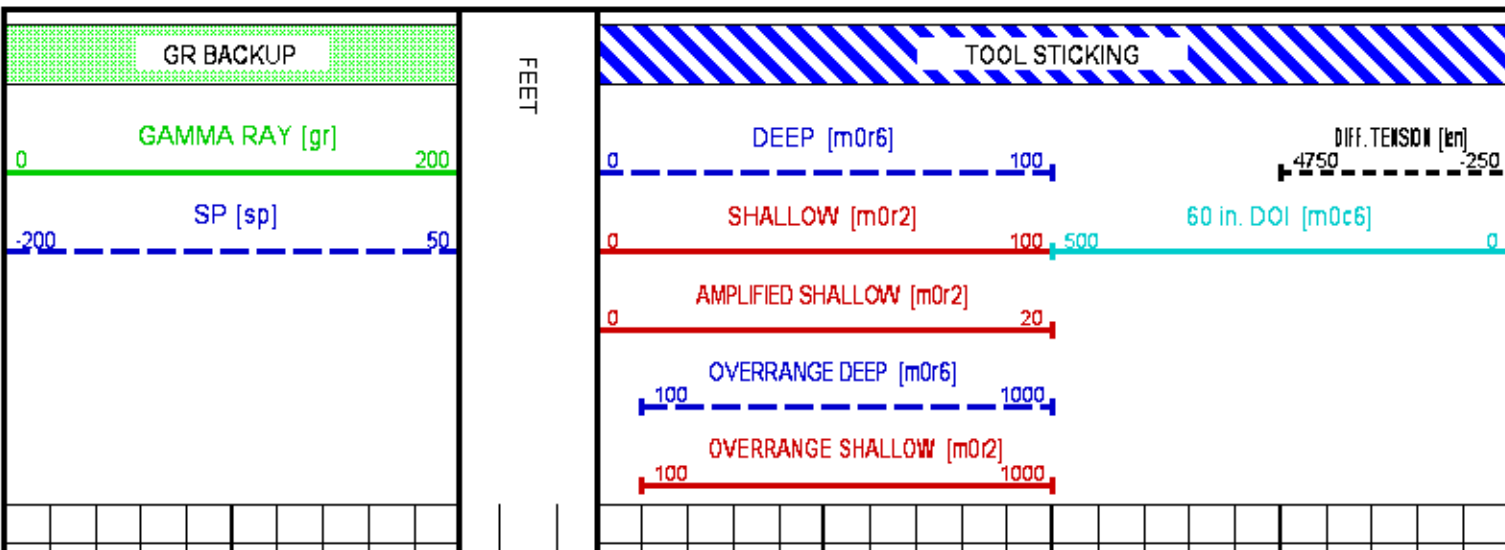 GR BACKUP
GAMMA RAY [gr]
0 200
SP [sp]
-200 50
FEET
TOOL STICKING
DEEP [m0r6]
0 100
SHALLOW [m0r2]
0 100
AMPLIFIED SHALLOW [m0r2]
0 20
OVERRANGE DEEP [m0r6]
100 1000
OVERRANGE SHALLOW [m0r2]
100 1000
DIFF. TENSION [ten]
4750 -250
60 in. DOI [m0c6]
500 0